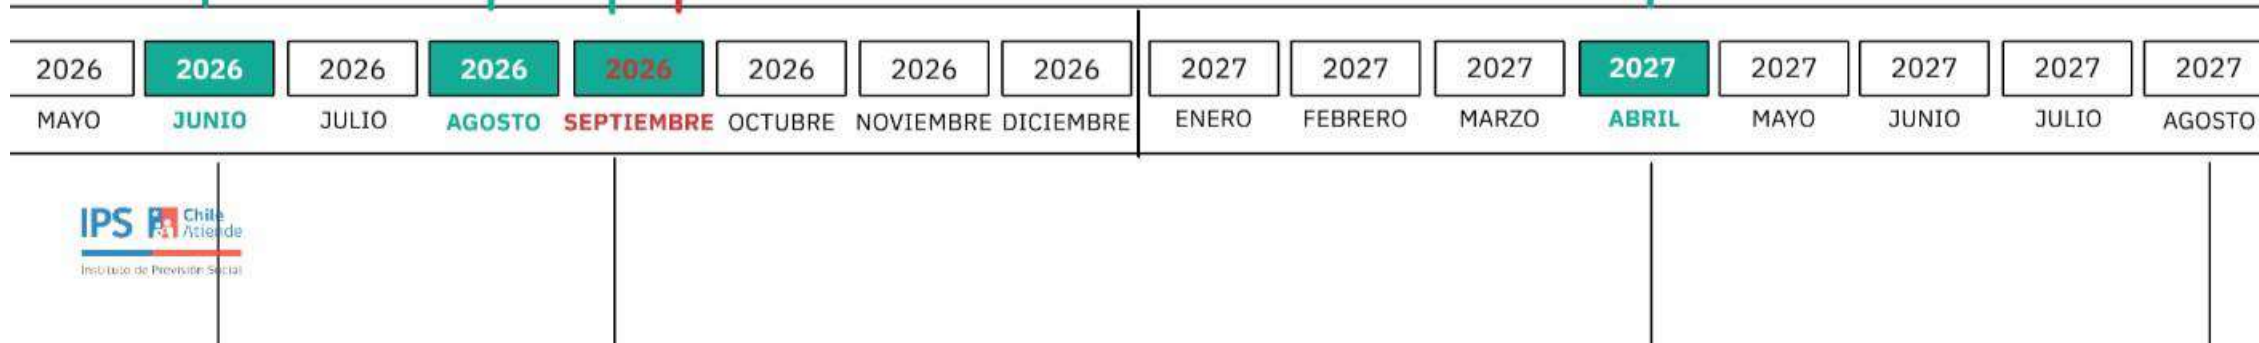 2026 2026 2026 2026 2026 2026 2026 2026 2027 2027 2027 2027 2027 2027 2027 2027
MAYO JUNIO JULIO AGOSTO SEPTIEMBRE OCTUBRE NOVIEMBRE DICIEMBRE ENERO FEBRERO MARZO ABRIL MAYO JUNIO JULIO AGOSTO
IPS Chile
Atiende
Instituto de Previsión Social